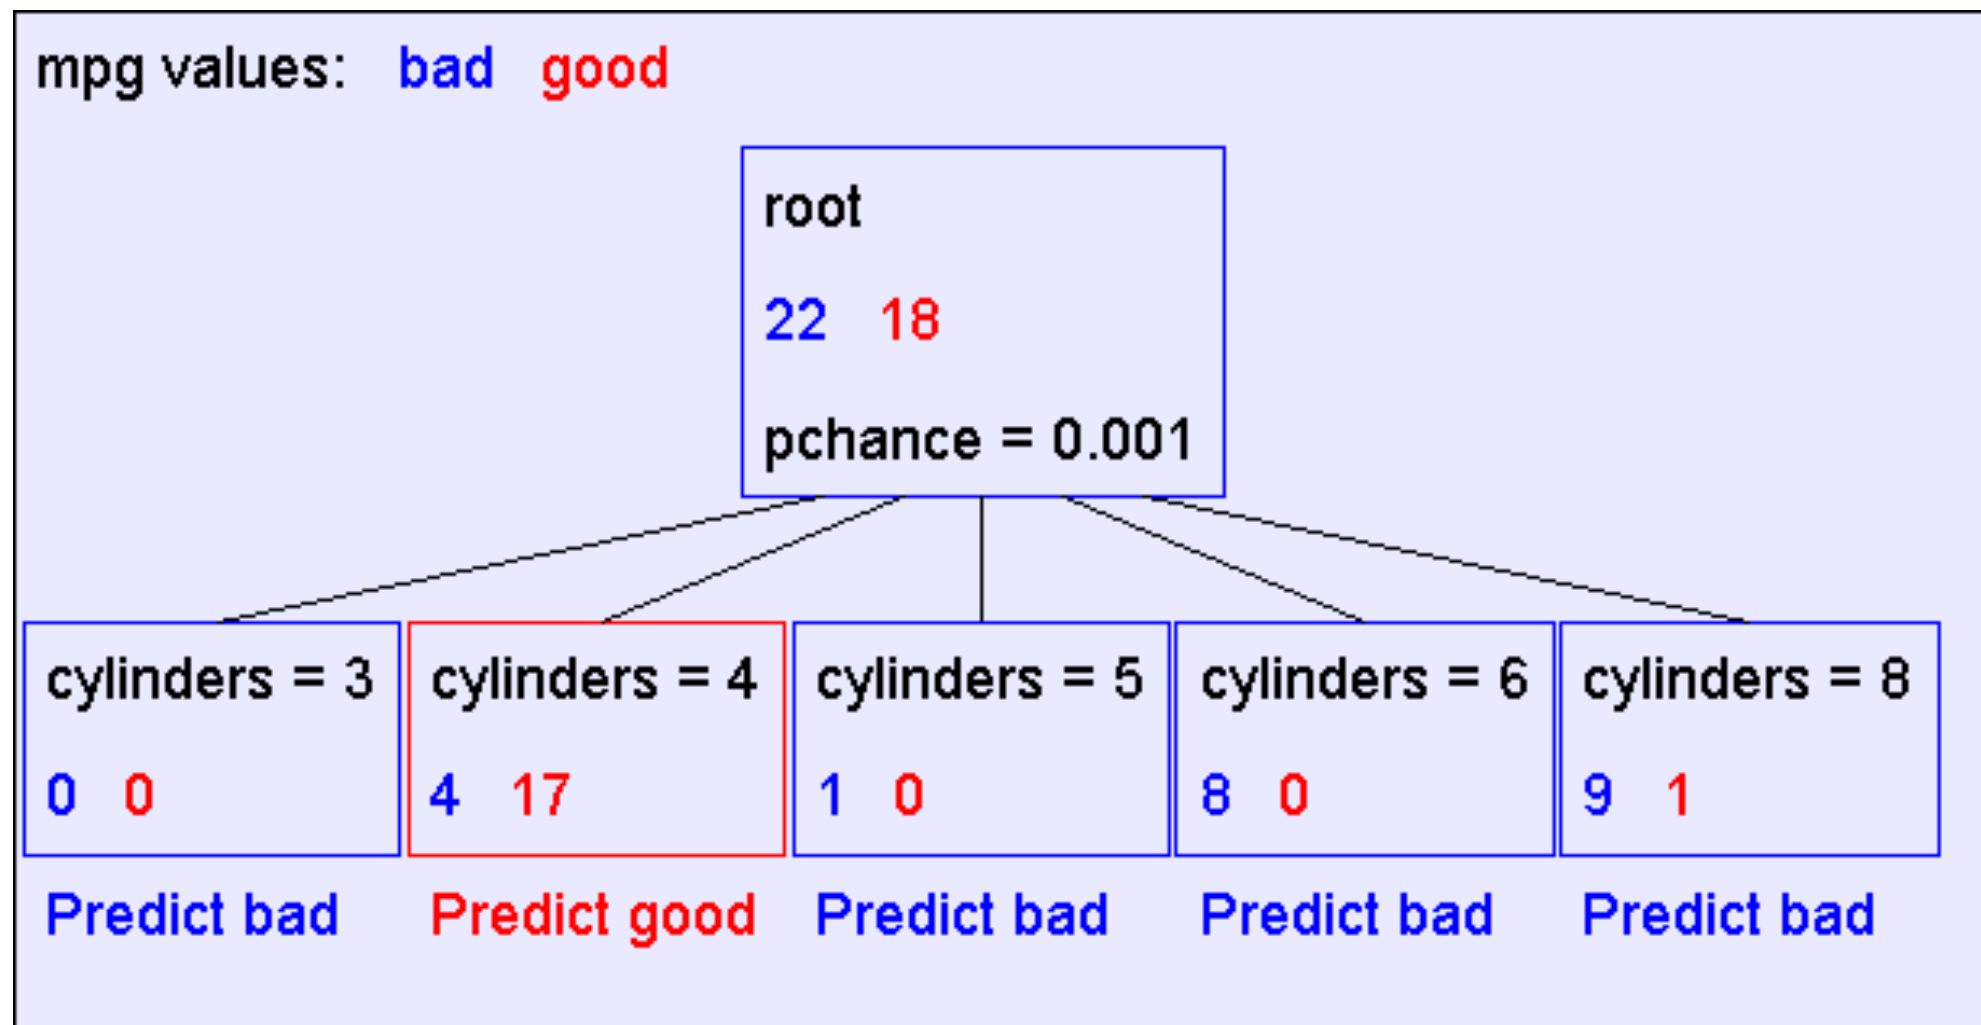 mpg values: bad good
root
22 18
pchance = 0.001
cylinders = 3
0 0
Predict bad
cylinders = 4
4 17
Predict good
cylinders = 5
1 0
Predict bad
cylinders = 6
8 0
Predict bad
cylinders = 8
9 1
Predict bad